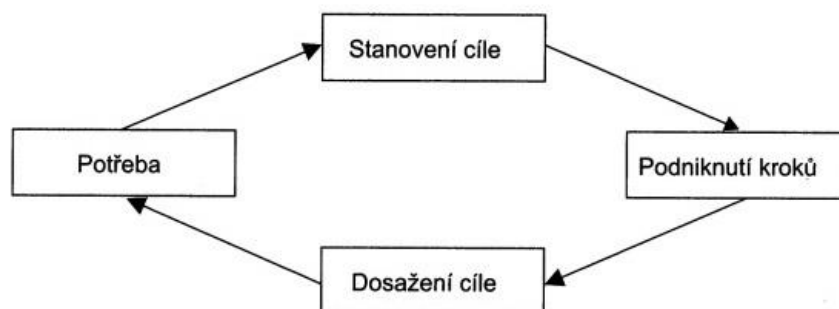 Stanovení cíle
Potřeba
Podniknutí kroků
Dosažení cíle